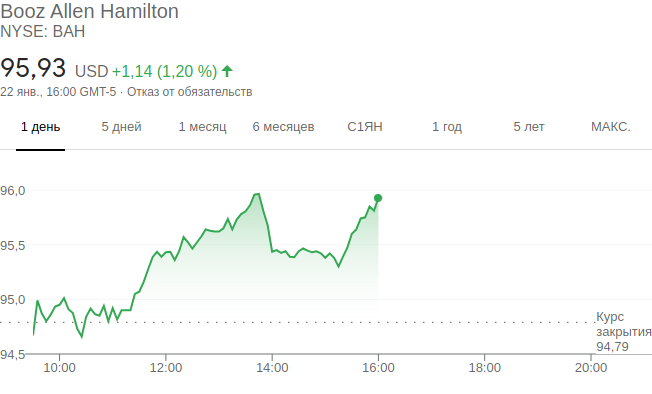 Booz Allen Hamilton
NYSE: BAH
95,93 USD +1,14 (1,20 %)
22 янв., 16:00 GMT-5 · Отказ от обязательств
1 день 5 дней 1 месяц 6 месяцев С1ЯН 1 год 5 лет МАКС.
96,0
95,5
95,0
Курс
закрытия
94,79
94,5
10:00 12:00 14:00 16:00 18:00 20:00